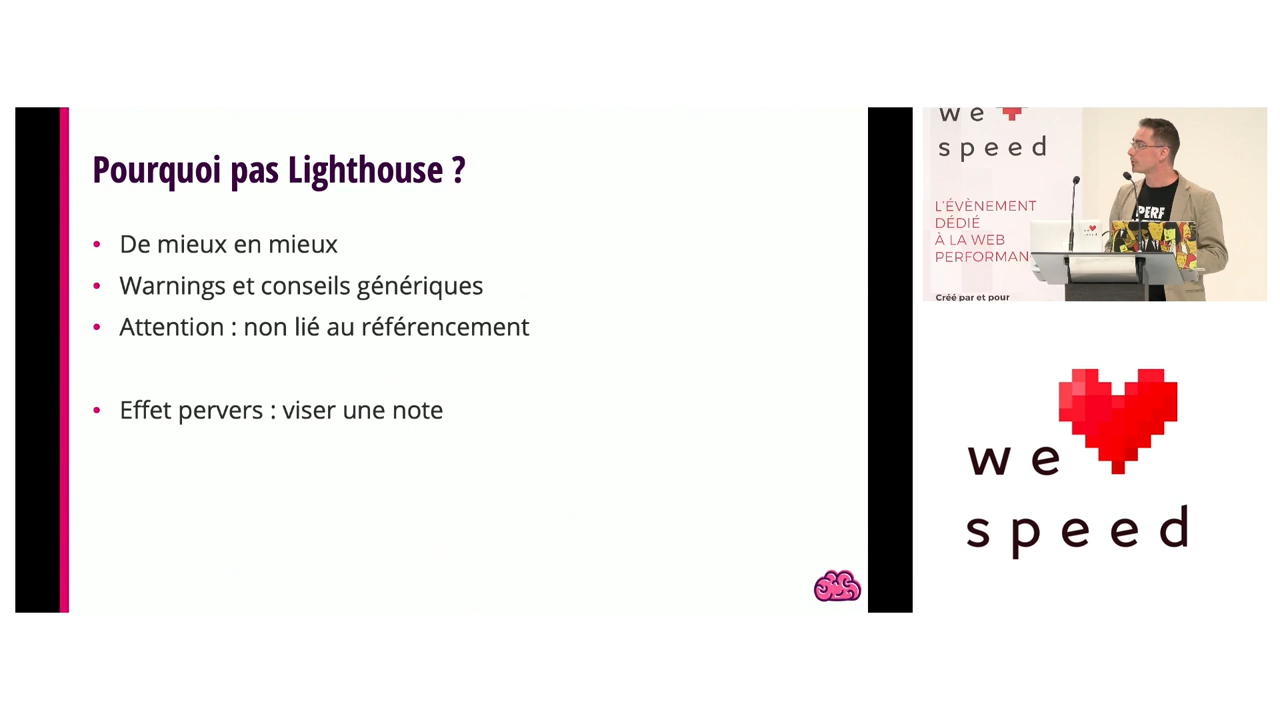 Pourquoi pas Lighthouse ?
• De mieux en mieux
• Warnings et conseils génériques
• Attention : non lié au référencement
• Effet pervers : viser une note
we
speed
L'ÉVÈNEMENT
DÉDIÉ
À LA WEB
PERFORMAN
Créé par et pour
PERF
we
speed